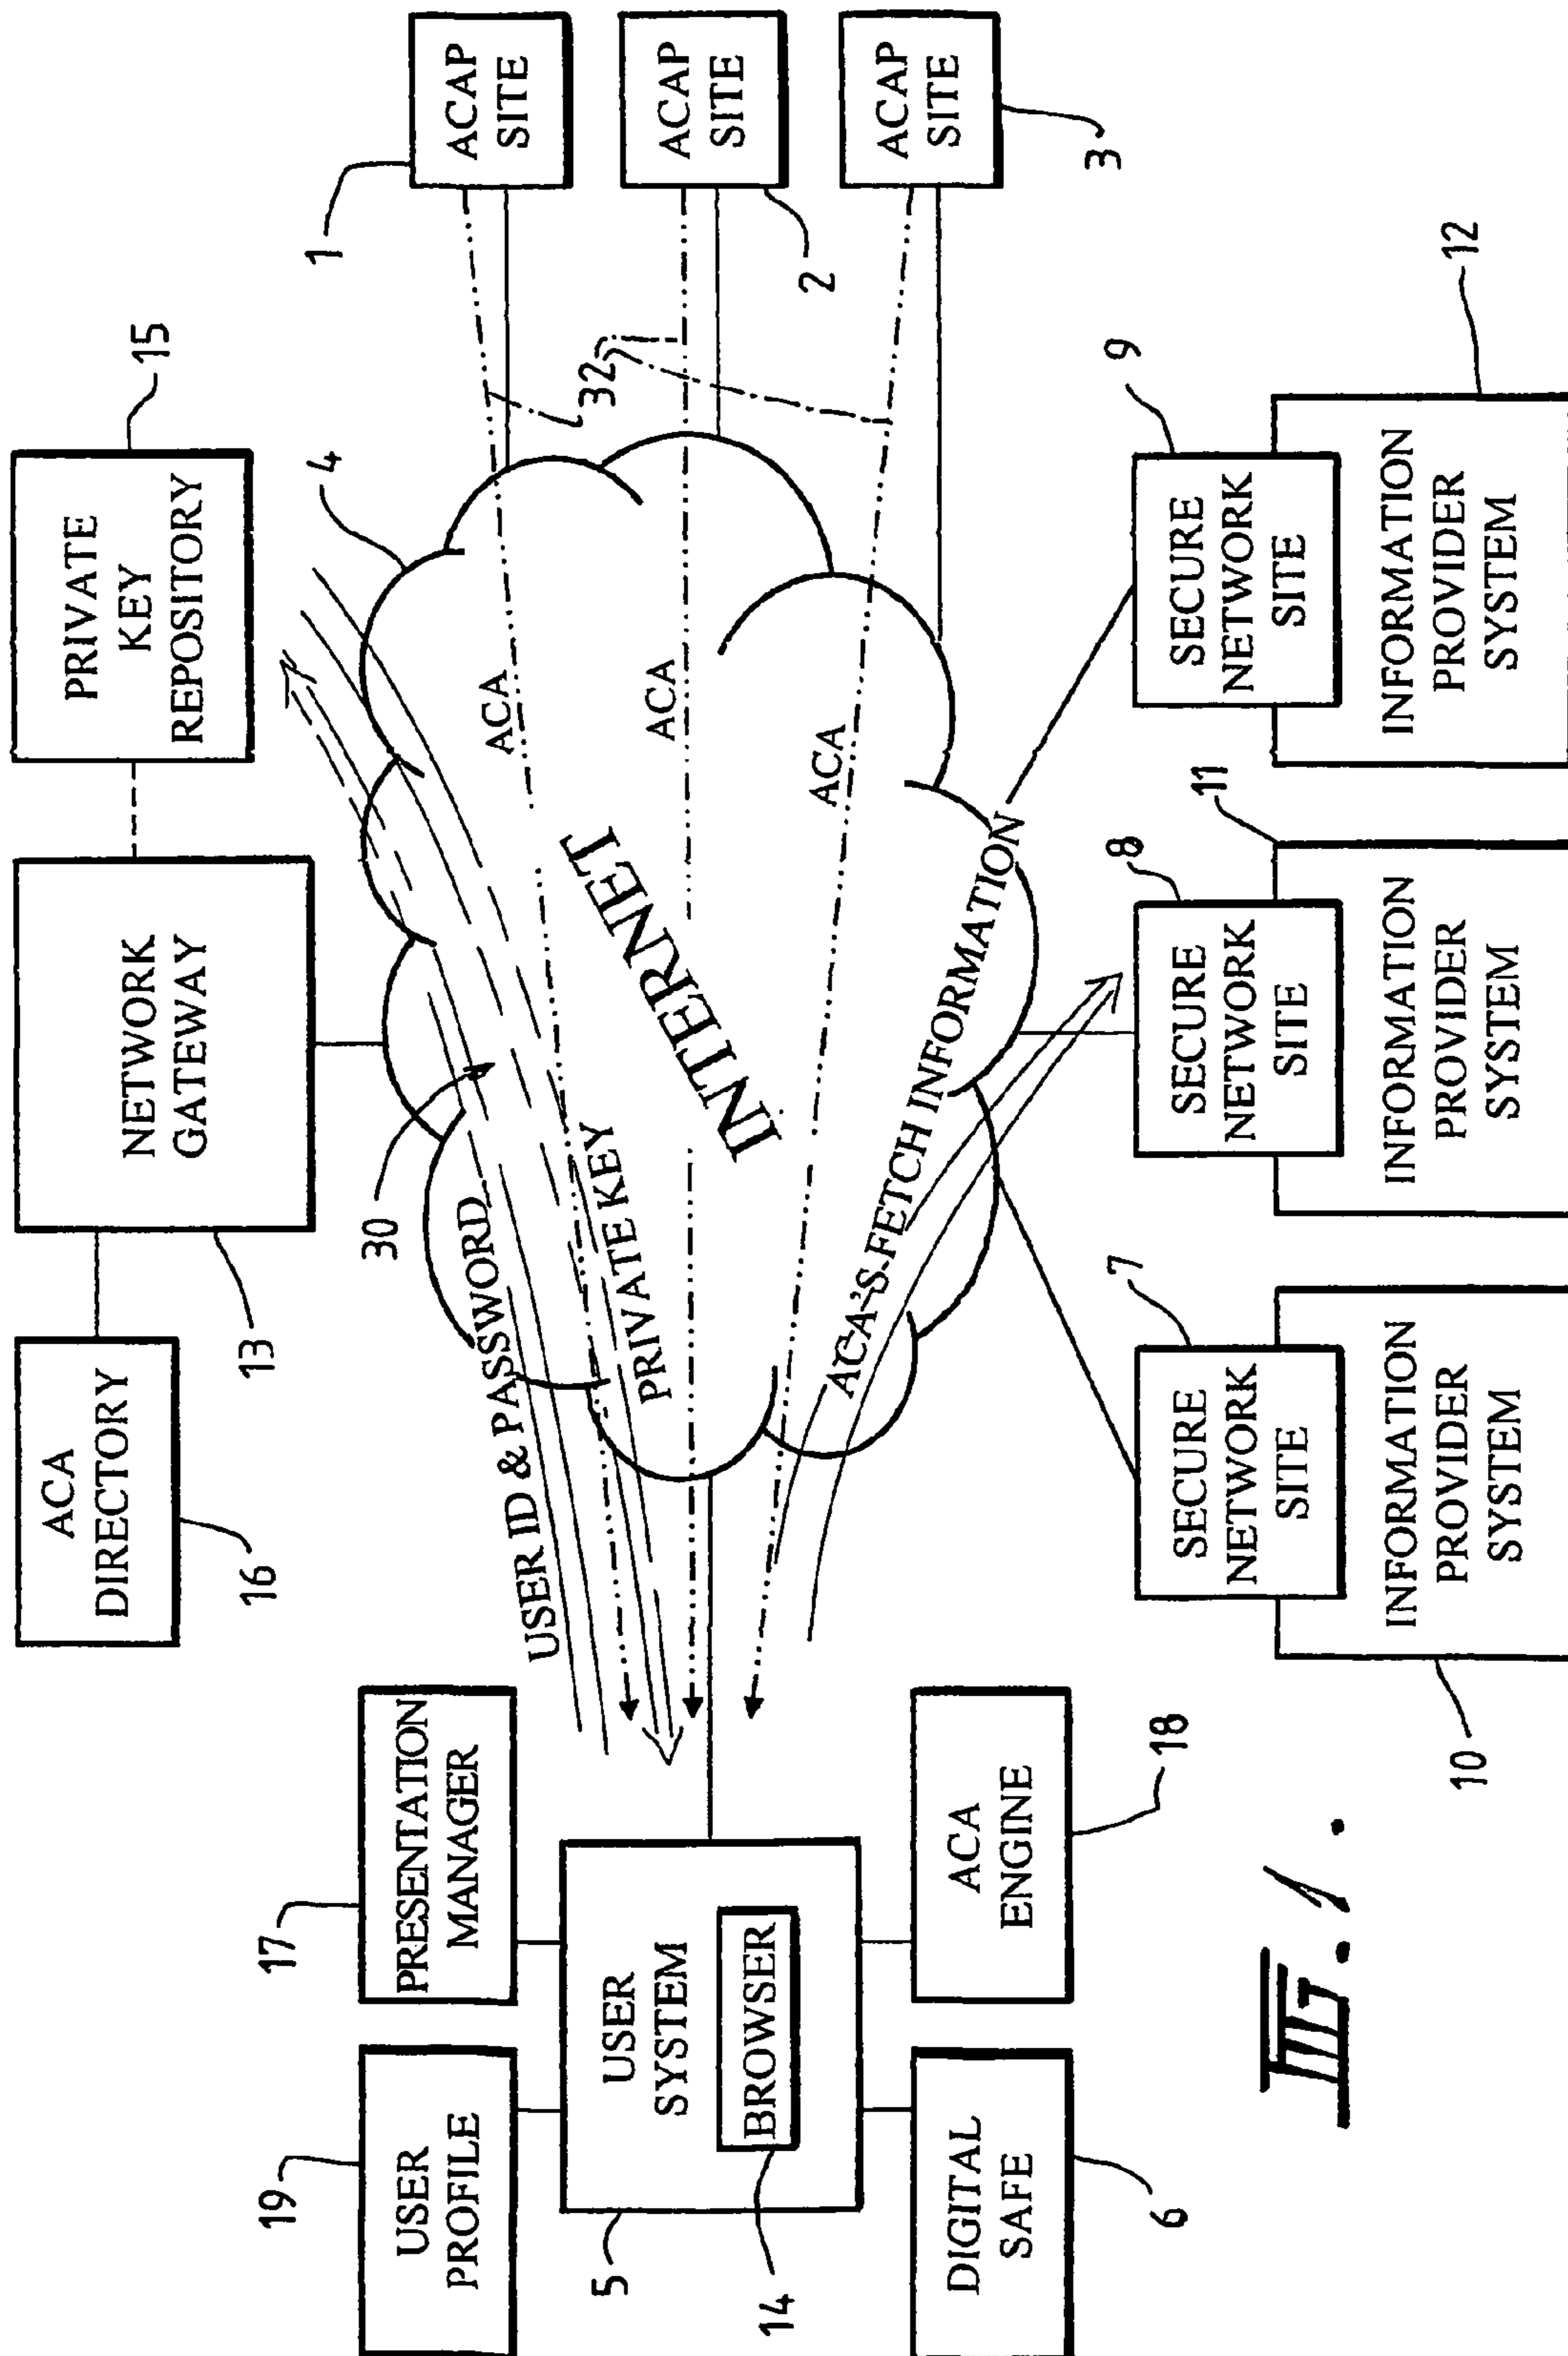 ACA
DIRECTORY
16
NETWORK
GATEWAY
13
PRIVATE
KEY
REPOSITORY
15
USER
PROFILE
19
PRESENTATION
MANAGER
17
USER
SYSTEM
BROWSER
5
14
DIGITAL
SAFE
6
ACA
ENGINE
18
USER ID & PASSWORD
PRIVATE KEY
30
4
INTERNET
ACA
ACA
ACA
ACA'S FETCH INFORMATION
32
1
ACAP
SITE
2
ACAP
SITE
3
ACAP
SITE
7
SECURE
NETWORK
SITE
INFORMATION
PROVIDER
SYSTEM
10
8
SECURE
NETWORK
SITE
11
INFORMATION
PROVIDER
SYSTEM
9
SECURE
NETWORK
SITE
12
INFORMATION
PROVIDER
SYSTEM
FIG. 1.